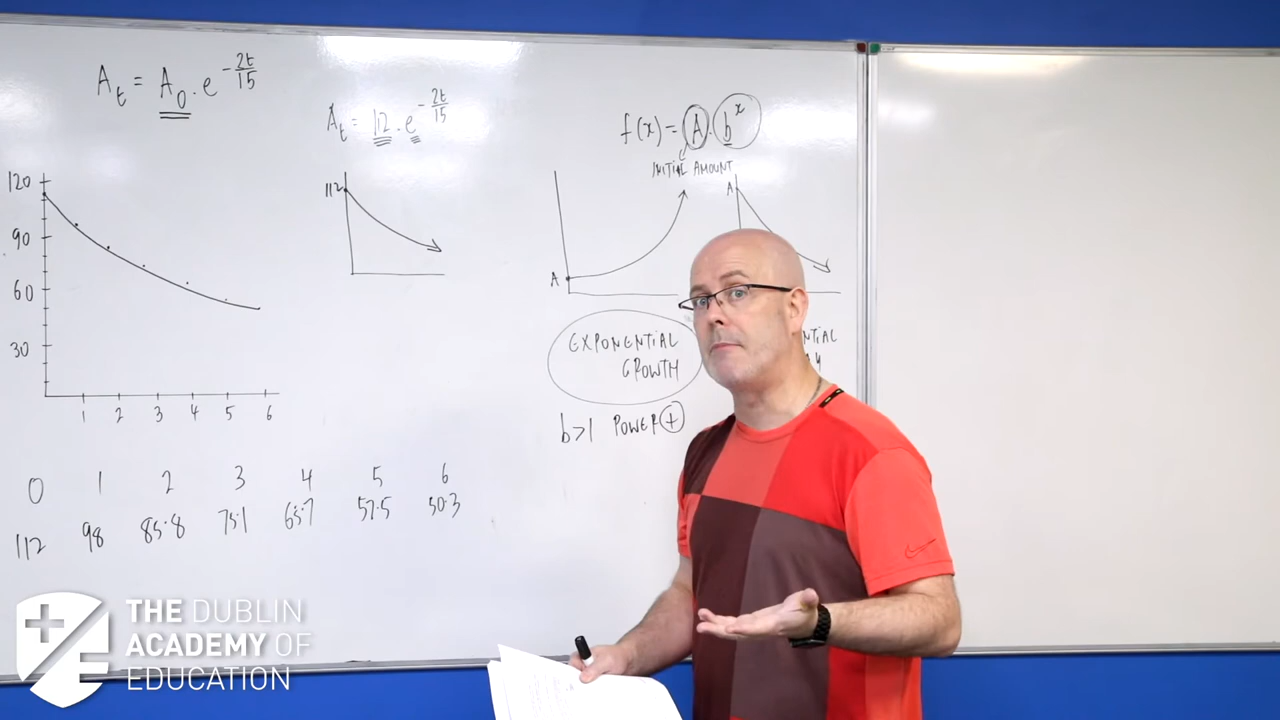 A_t = A_0 . e^{-2t/15}
120
90
60
30
1 2 3 4 5 6
0 1 2 3 4 5 6
112 98 85.8 75.1 65.7 57.5 50.3
A_t = 112 . e^{-2t/15}
112
f(x) = A . b^x
INITIAL AMOUNT
A
A
EXPONENTIAL
GROWTH
b>1 POWER +
NTIAL
THE DUBLIN
ACADEMY OF
EDUCATION